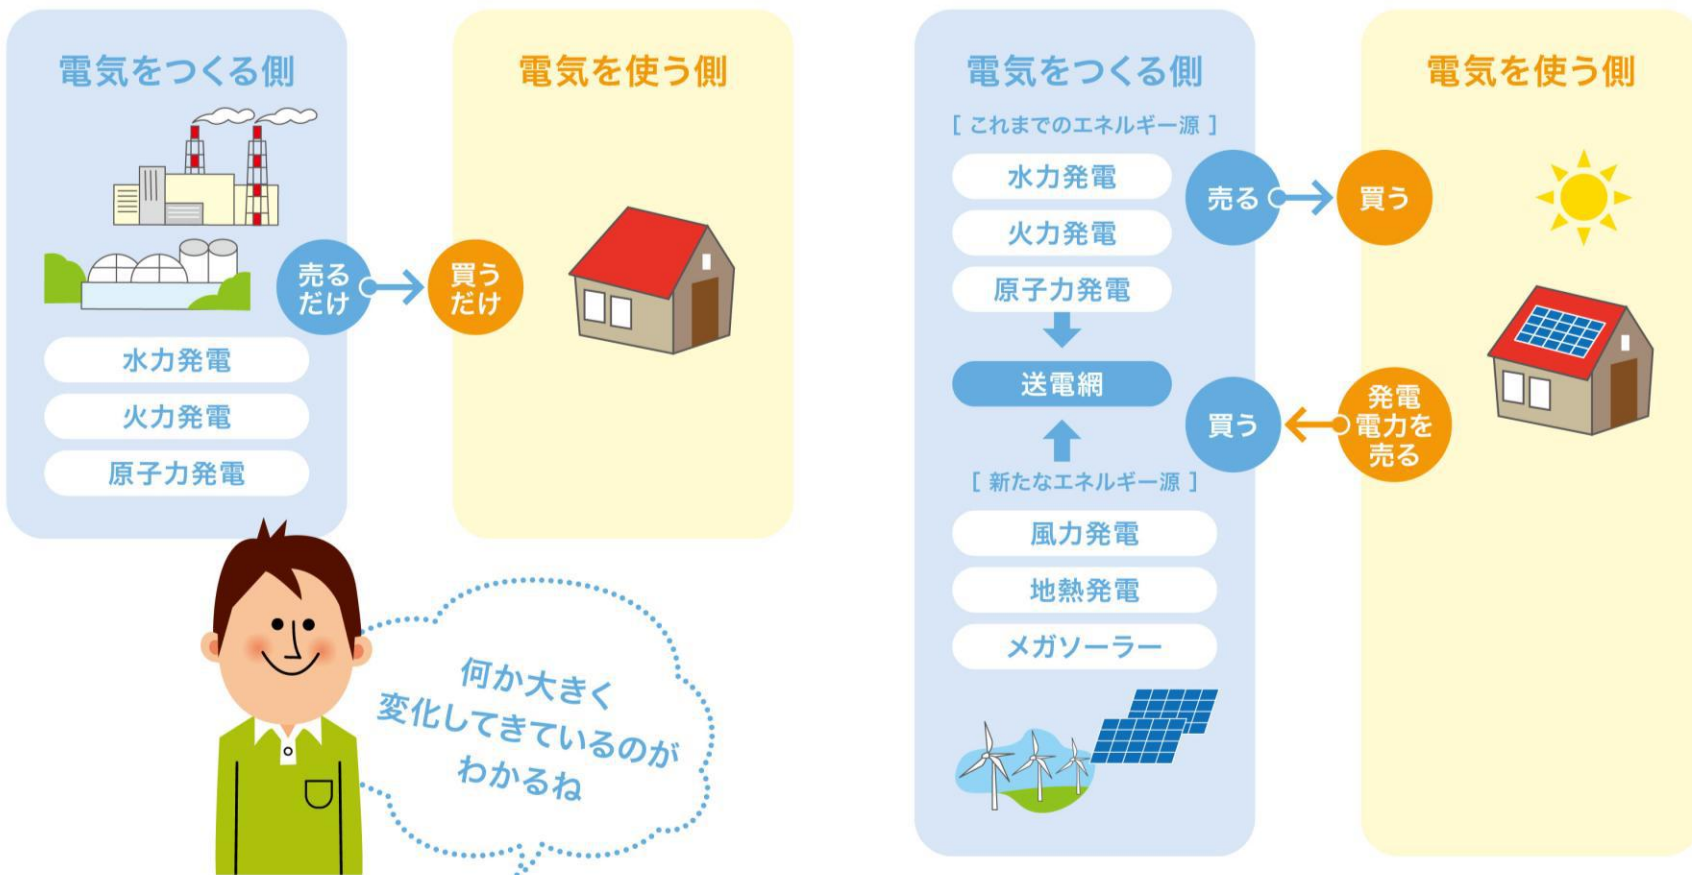 電気をつくる側
売る
だけ
水力発電
火力発電
原子力発電
電気を使う側
買う
だけ
何か大きく
変化してきているのが
わかるね
電気をつくる側
[ これまでのエネルギー源 ]
水力発電
火力発電
原子力発電
送電網
[ 新たなエネルギー源 ]
風力発電
地熱発電
メガソーラー
売る
買う
電気を使う側
買う
発電
電力を
売る